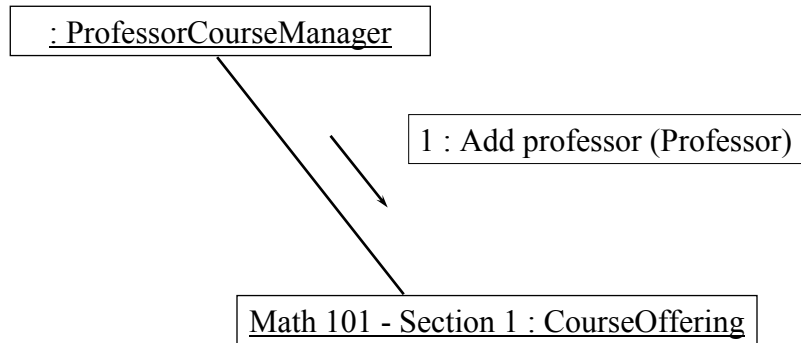 : ProfessorCourseManager
1 : Add professor (Professor)
Math 101 - Section 1 : CourseOffering